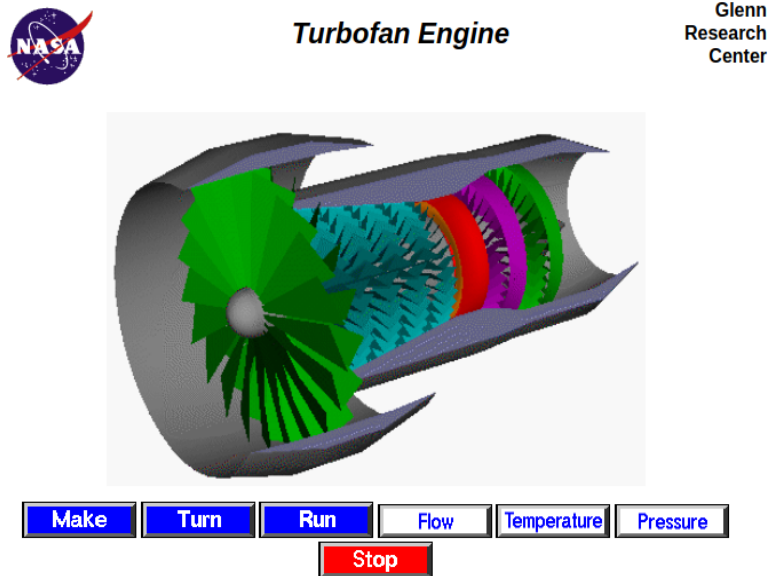 NASA
Turbofan Engine
Glenn
Research
Center
Make
Turn
Run
Flow
Temperature
Pressure
Stop